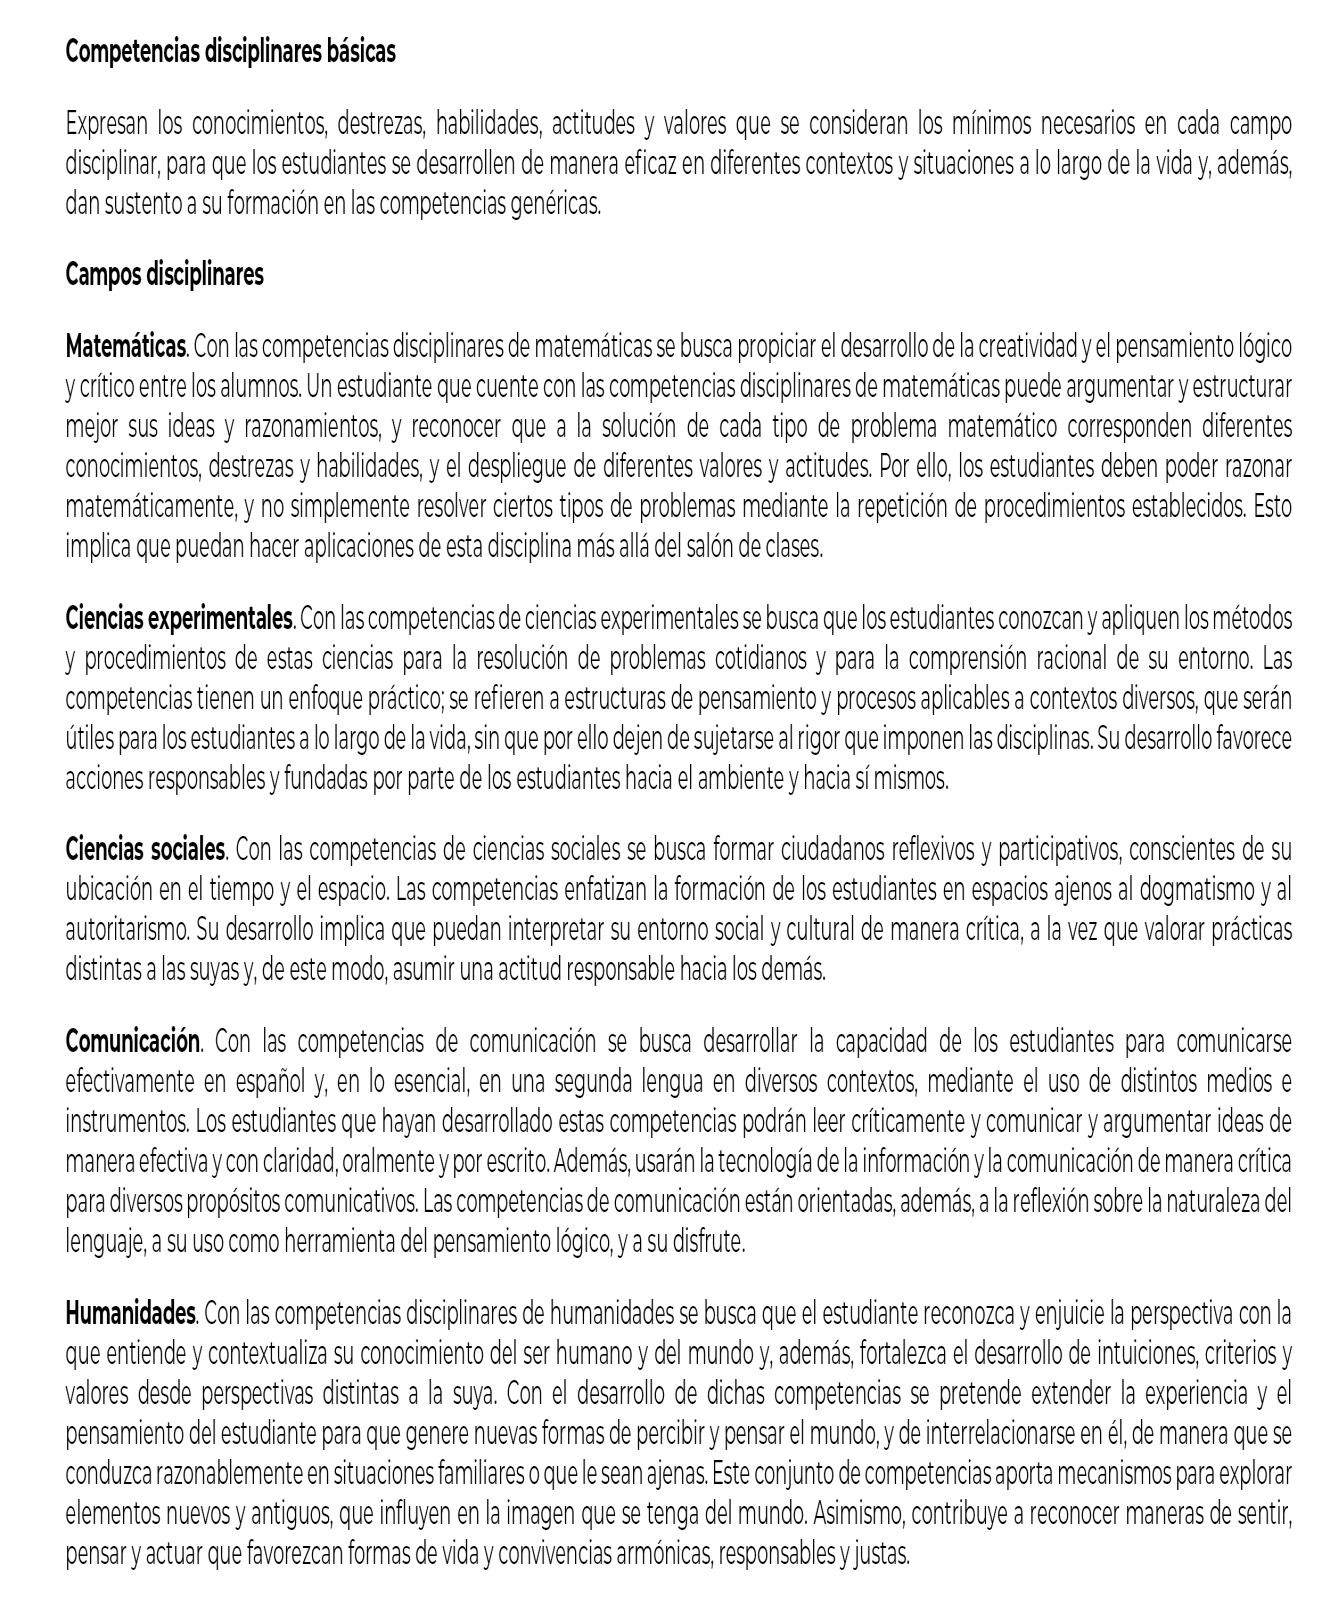 Competencias disciplinares básicas
Expresan los conocimientos, destrezas, habilidades, actitudes y valores que se consideran los mínimos necesarios en cada campo
disciplinar, para que los estudiantes se desarrollen de manera eficaz en diferentes contextos y situaciones a lo largo de la vida y, además,
dan sustento a su formación en las competencias genéricas.
Campos disciplinares
Matemáticas. Con las competencias disciplinares de matemáticas se busca propiciar el desarrollo de la creatividad y el pensamiento lógico
y crítico entre los alumnos. Un estudiante que cuente con las competencias disciplinares de matemáticas puede argumentar y estructurar
mejor sus ideas y razonamientos, y reconocer que a la solución de cada tipo de problema matemático corresponden diferentes
conocimientos, destrezas y habilidades, y el despliegue de diferentes valores y actitudes. Por ello, los estudiantes deben poder razonar
matemáticamente, y no simplemente resolver ciertos tipos de problemas mediante la repetición de procedimientos establecidos. Esto
implica que puedan hacer aplicaciones de esta disciplina más allá del salón de clases.
Ciencias experimentales. Con las competencias de ciencias experimentales se busca que los estudiantes conozcan y apliquen los métodos
y procedimientos de estas ciencias para la resolución de problemas cotidianos y para la comprensión racional de su entorno. Las
competencias tienen un enfoque práctico; se refieren a estructuras de pensamiento y procesos aplicables a contextos diversos, que serán
útiles para los estudiantes a lo largo de la vida, sin que por ello dejen de sujetarse al rigor que imponen las disciplinas. Su desarrollo favorece
acciones responsables y fundadas por parte de los estudiantes hacia el ambiente y hacia sí mismos.
Ciencias sociales. Con las competencias de ciencias sociales se busca formar ciudadanos reflexivos y participativos, conscientes de su
ubicación en el tiempo y el espacio. Las competencias enfatizan la formación de los estudiantes en espacios ajenos al dogmatismo y al
autoritarismo. Su desarrollo implica que puedan interpretar su entorno social y cultural de manera crítica, a la vez que valorar prácticas
distintas a las suyas y, de este modo, asumir una actitud responsable hacia los demás.
Comunicación. Con las competencias de comunicación se busca desarrollar la capacidad de los estudiantes para comunicarse
efectivamente en español y, en lo esencial, en una segunda lengua en diversos contextos, mediante el uso de distintos medios e
instrumentos. Los estudiantes que hayan desarrollado estas competencias podrán leer críticamente y comunicar y argumentar ideas de
manera efectiva y con claridad, oralmente y por escrito. Además, usarán la tecnología de la información y la comunicación de manera crítica
para diversos propósitos comunicativos. Las competencias de comunicación están orientadas, además, a la reflexión sobre la naturaleza del
lenguaje, a su uso como herramienta del pensamiento lógico, y a su disfrute.
Humanidades. Con las competencias disciplinares de humanidades se busca que el estudiante reconozca y enjuicie la perspectiva con la
que entiende y contextualiza su conocimiento del ser humano y del mundo y, además, fortalezca el desarrollo de intuiciones, criterios y
valores desde perspectivas distintas a la suya. Con el desarrollo de dichas competencias se pretende extender la experiencia y el
pensamiento del estudiante para que genere nuevas formas de percibir y pensar el mundo, y de interrelacionarse en él, de manera que se
conduzca razonablemente en situaciones familiares o que le sean ajenas. Este conjunto de competencias aporta mecanismos para explorar
elementos nuevos y antiguos, que influyen en la imagen que se tenga del mundo. Asimismo, contribuye a reconocer maneras de sentir,
pensar y actuar que favorezcan formas de vida y convivencias armónicas, responsables y justas.